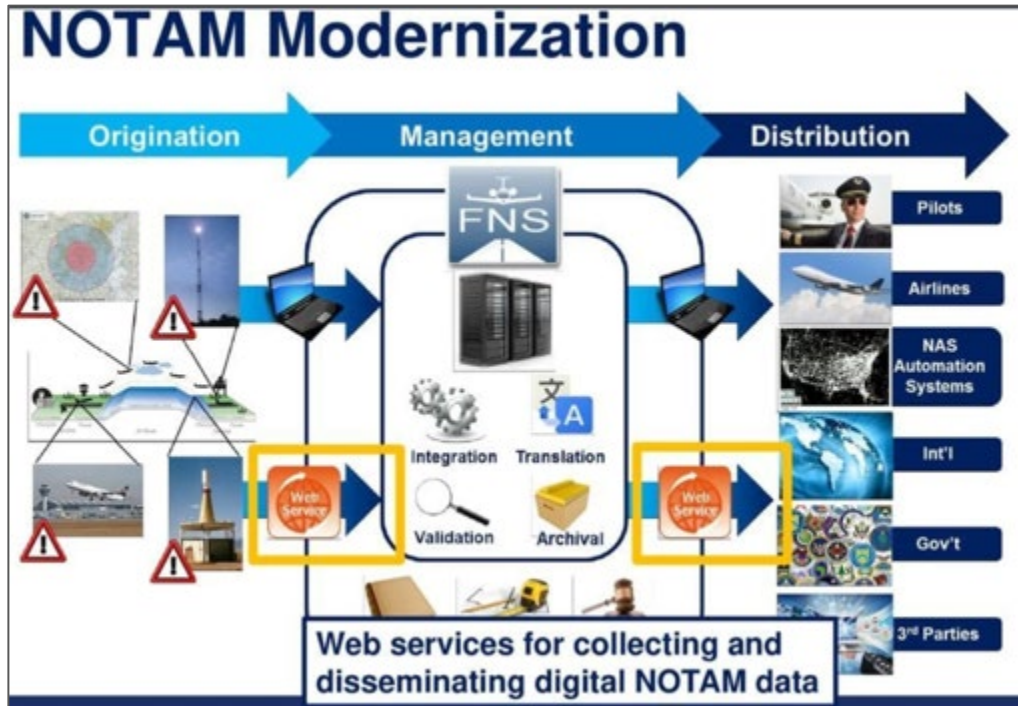 NOTAM Modernization
Origination
Management
Distribution
FNS
Pilots
Airlines
NAS
Automation
Systems
文
A
Integration
Translation
Int'l
Web
Service
Web
Service
Validation
Archival
Gov't
3rd Parties
Web services for collecting and
disseminating digital NOTAM data